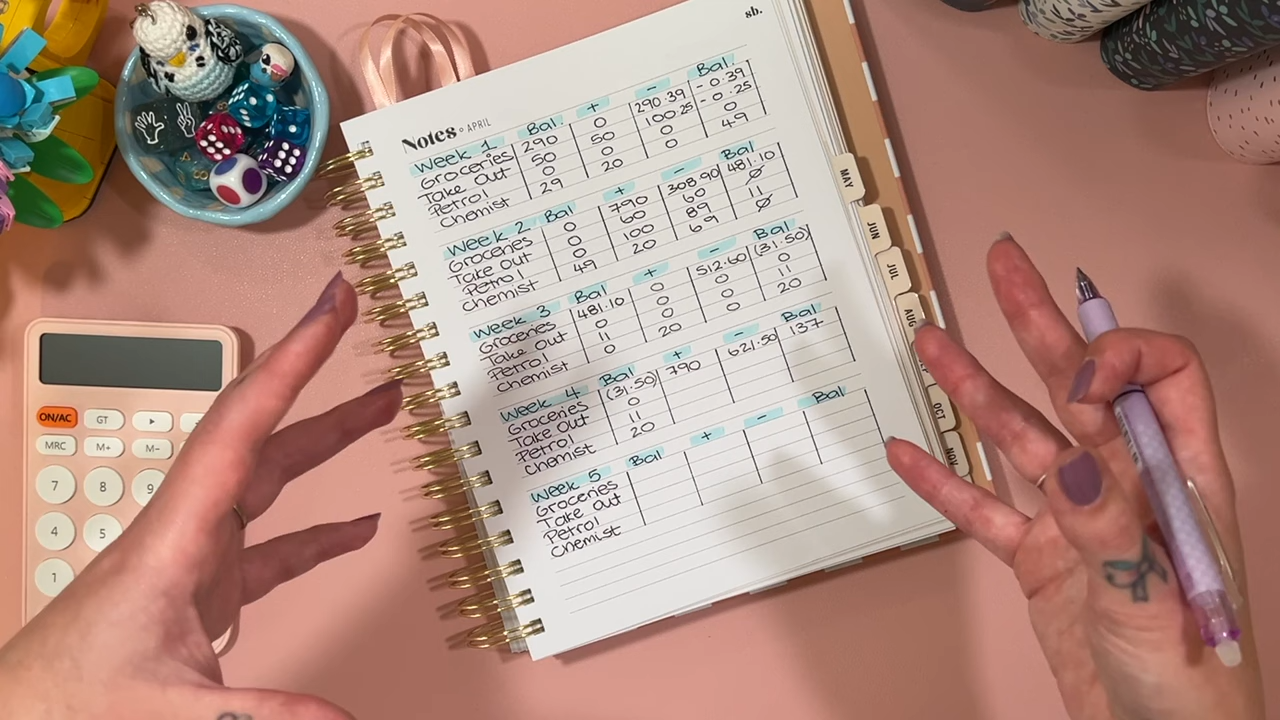 sb.
Notes APRIL
Week 1 Bal. + - Bal.
Groceries 290 0 290.39 - 0.39
Take Out 50 50 100.25 - 0.25
Petrol 0 0 0 0
Chemist 29 20 0 49
Week 2 Bal + - Bal
Groceries 0 790 308.90 481.10
Take Out 0 60 60 Ø
Petrol 0 100 89 11
Chemist 49 20 69 Ø
Week 3 Bal + - Bal
Groceries 481.10 0 512.60 (31.50)
Take Out 0 0 0 0
Petrol 11 0 0 11
Chemist 0 20 0 20
Week 4 Bal + - Bal
Groceries (31.50) 790 621.50 137
Take Out 0
Petrol 11
Chemist 20
Week 5 Bal + - Bal
Groceries
Take Out
Petrol
Chemist
MAY
JUN
JUL
AUG
OCT
NOV
ON/AC GT
MRC M+ M-
7 8 9
4 5
1